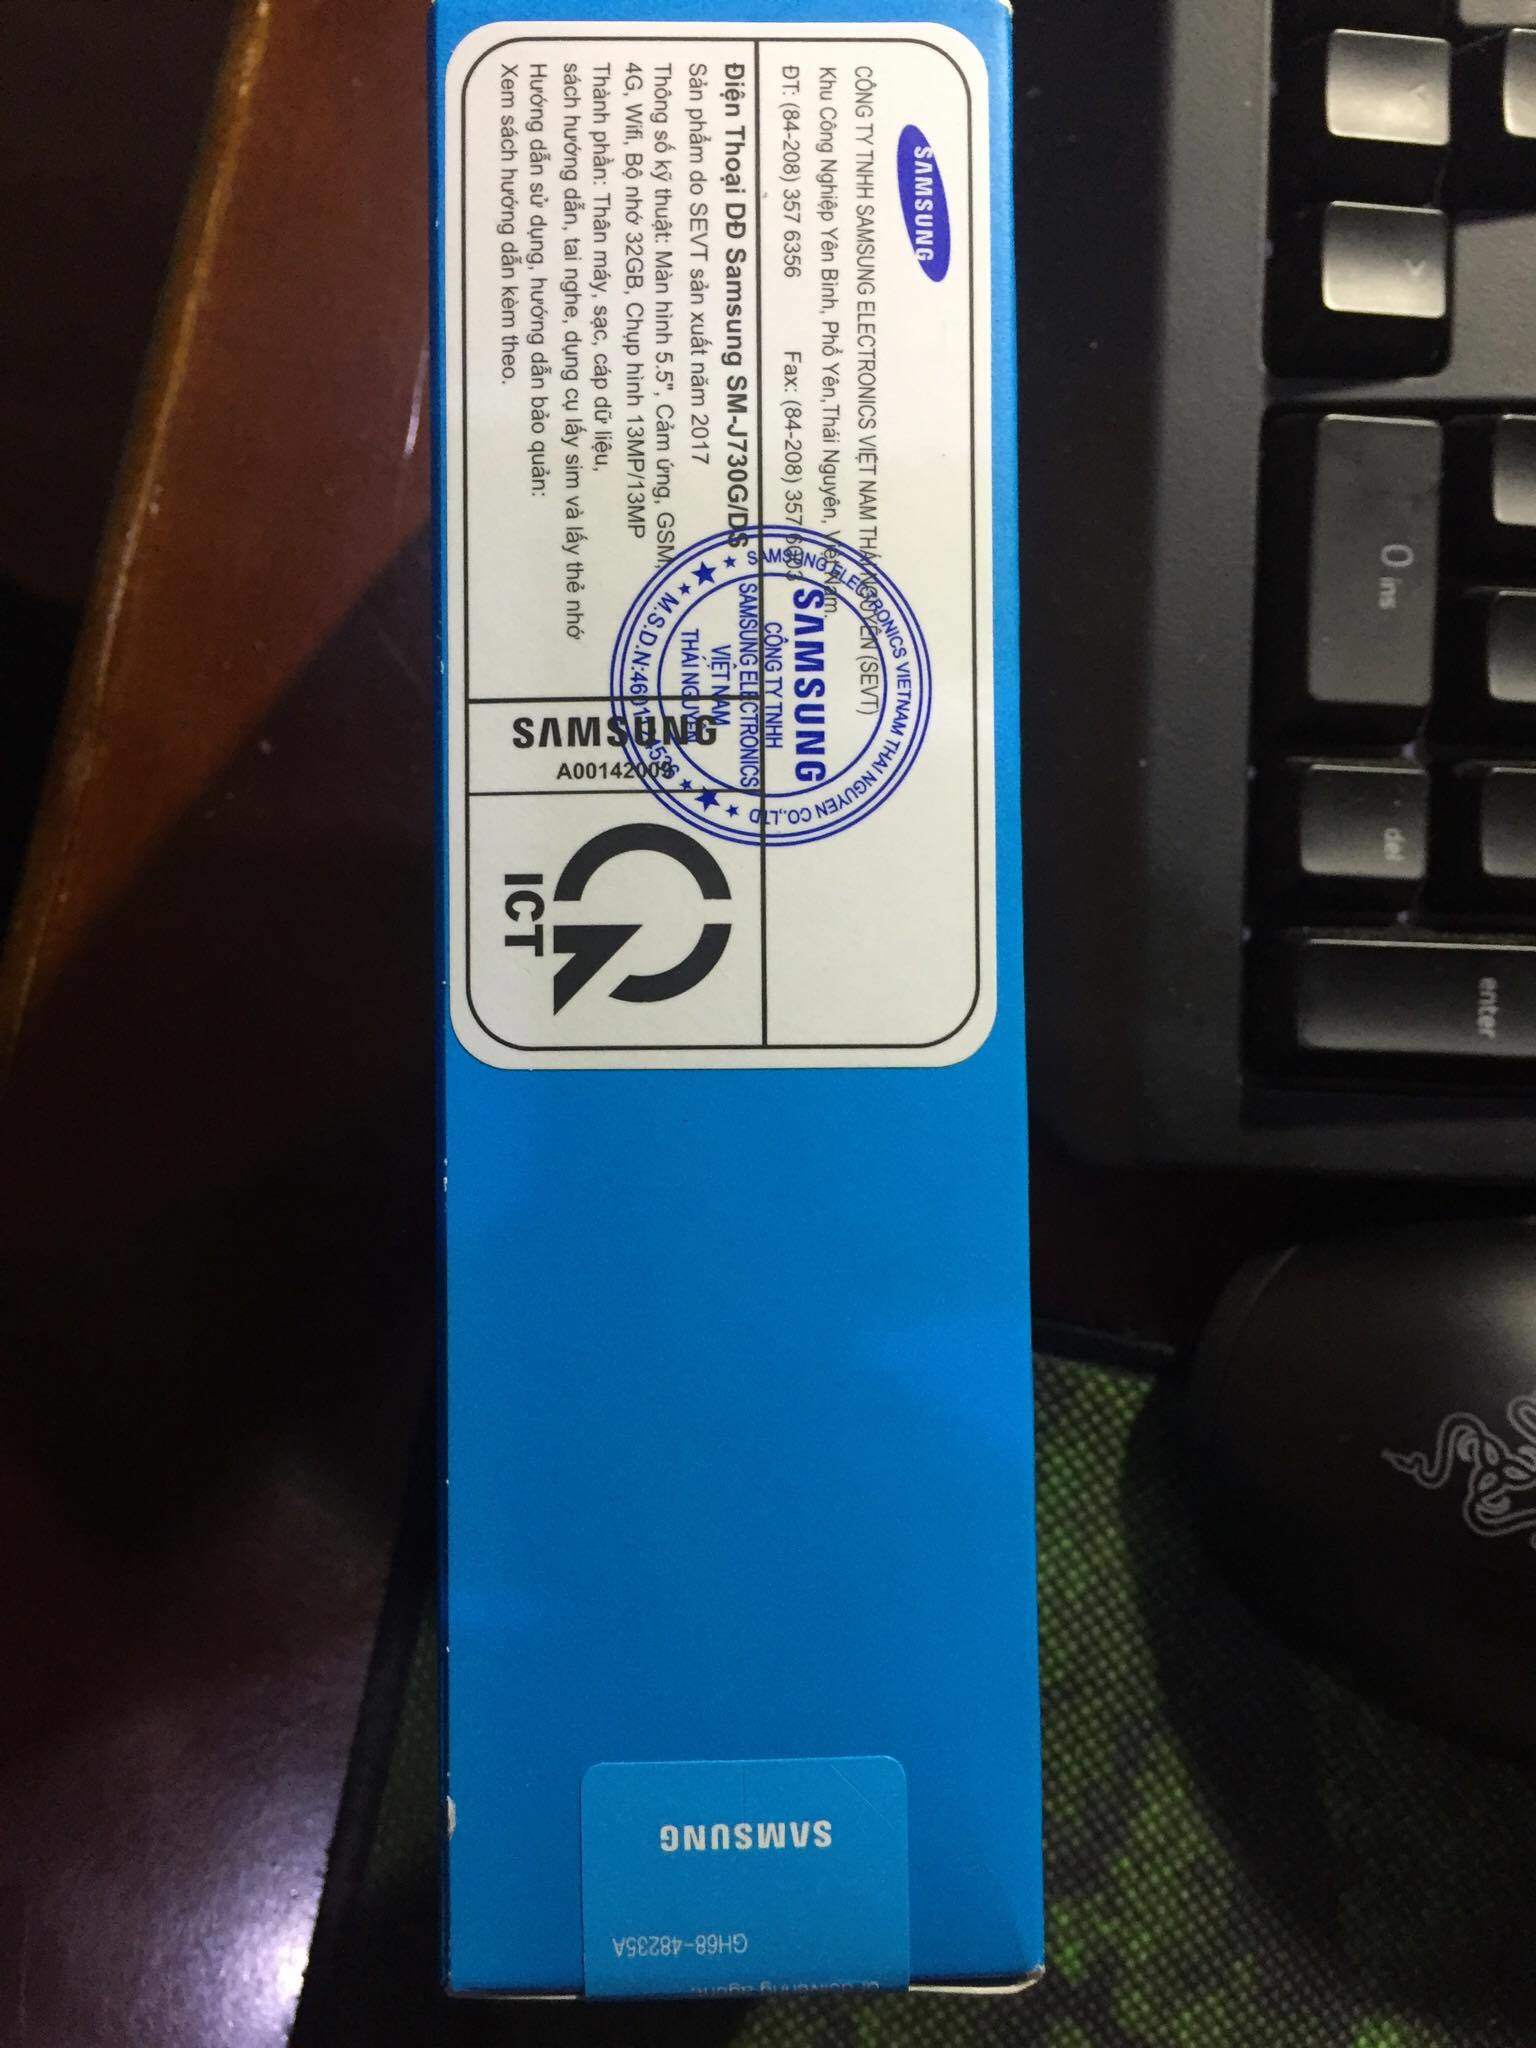 SAMSUNG
CÔNG TY TNHH SAMSUNG ELECTRONICS VIỆT NAM THÁI NGUYÊN (SEVT)
Khu Công Nghiệp Yên Bình, Phổ Yên,Thái Nguyên, Việt Nam.
ĐT: (84-208) 357 6356 Fax: (84-208) 357 6003
Điện Thoại DĐ Samsung SM-J730G/DS
Sản phẩm do SEVT sản xuất năm 2017
Thông số kỹ thuật: Màn hình 5.5", Cảm ứng, GSM,
4G, Wifi, Bộ nhớ 32GB, Chụp hình 13MP/13MP
Thành phần: Thân máy, sạc, cáp dữ liệu,
sách hướng dẫn, tai nghe, dụng cụ lấy sim và lấy thẻ nhớ
Hướng dẫn sử dụng, hướng dẫn bảo quản:
Xem sách hướng dẫn kèm theo.
SAMSUNG ELECTRONICS VIETNAM THAI NGUYEN CO.,LTD
SAMSUNG
CÔNG TY TNHH
SAMSUNG ELECTRONICS
VIỆT NAM
THÁI NGUYÊN
M.S.D.N:
SAMSUNG
A00142009
ICT
SAMSUNG
GH68-48235A
0 ins
del
enter